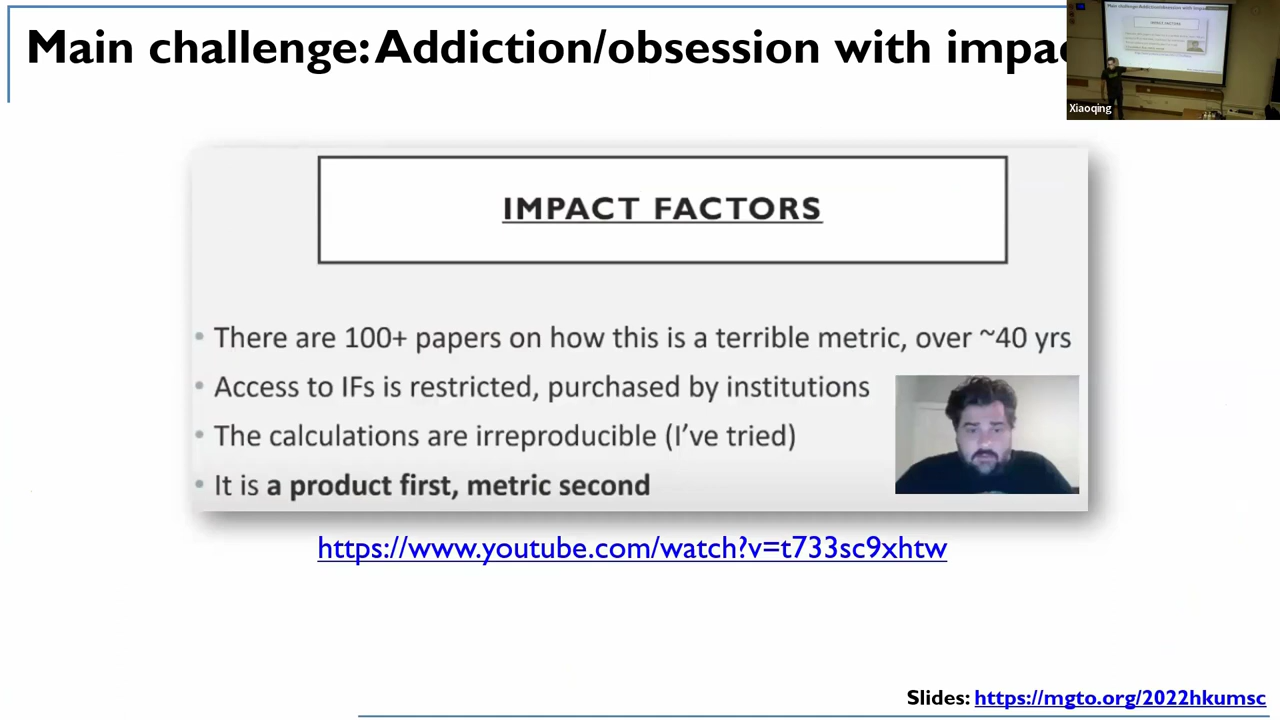 Main challenge: Addiction/obsession with impac
Xiaoqing
IMPACT FACTORS
• There are 100+ papers on how this is a terrible metric, over ~40 yrs
• Access to IFs is restricted, purchased by institutions
• The calculations are irreproducible (I've tried)
• It is a product first, metric second
https://www.youtube.com/watch?v=t733sc9xhtw
Slides: https://mgto.org/2022hkumsc